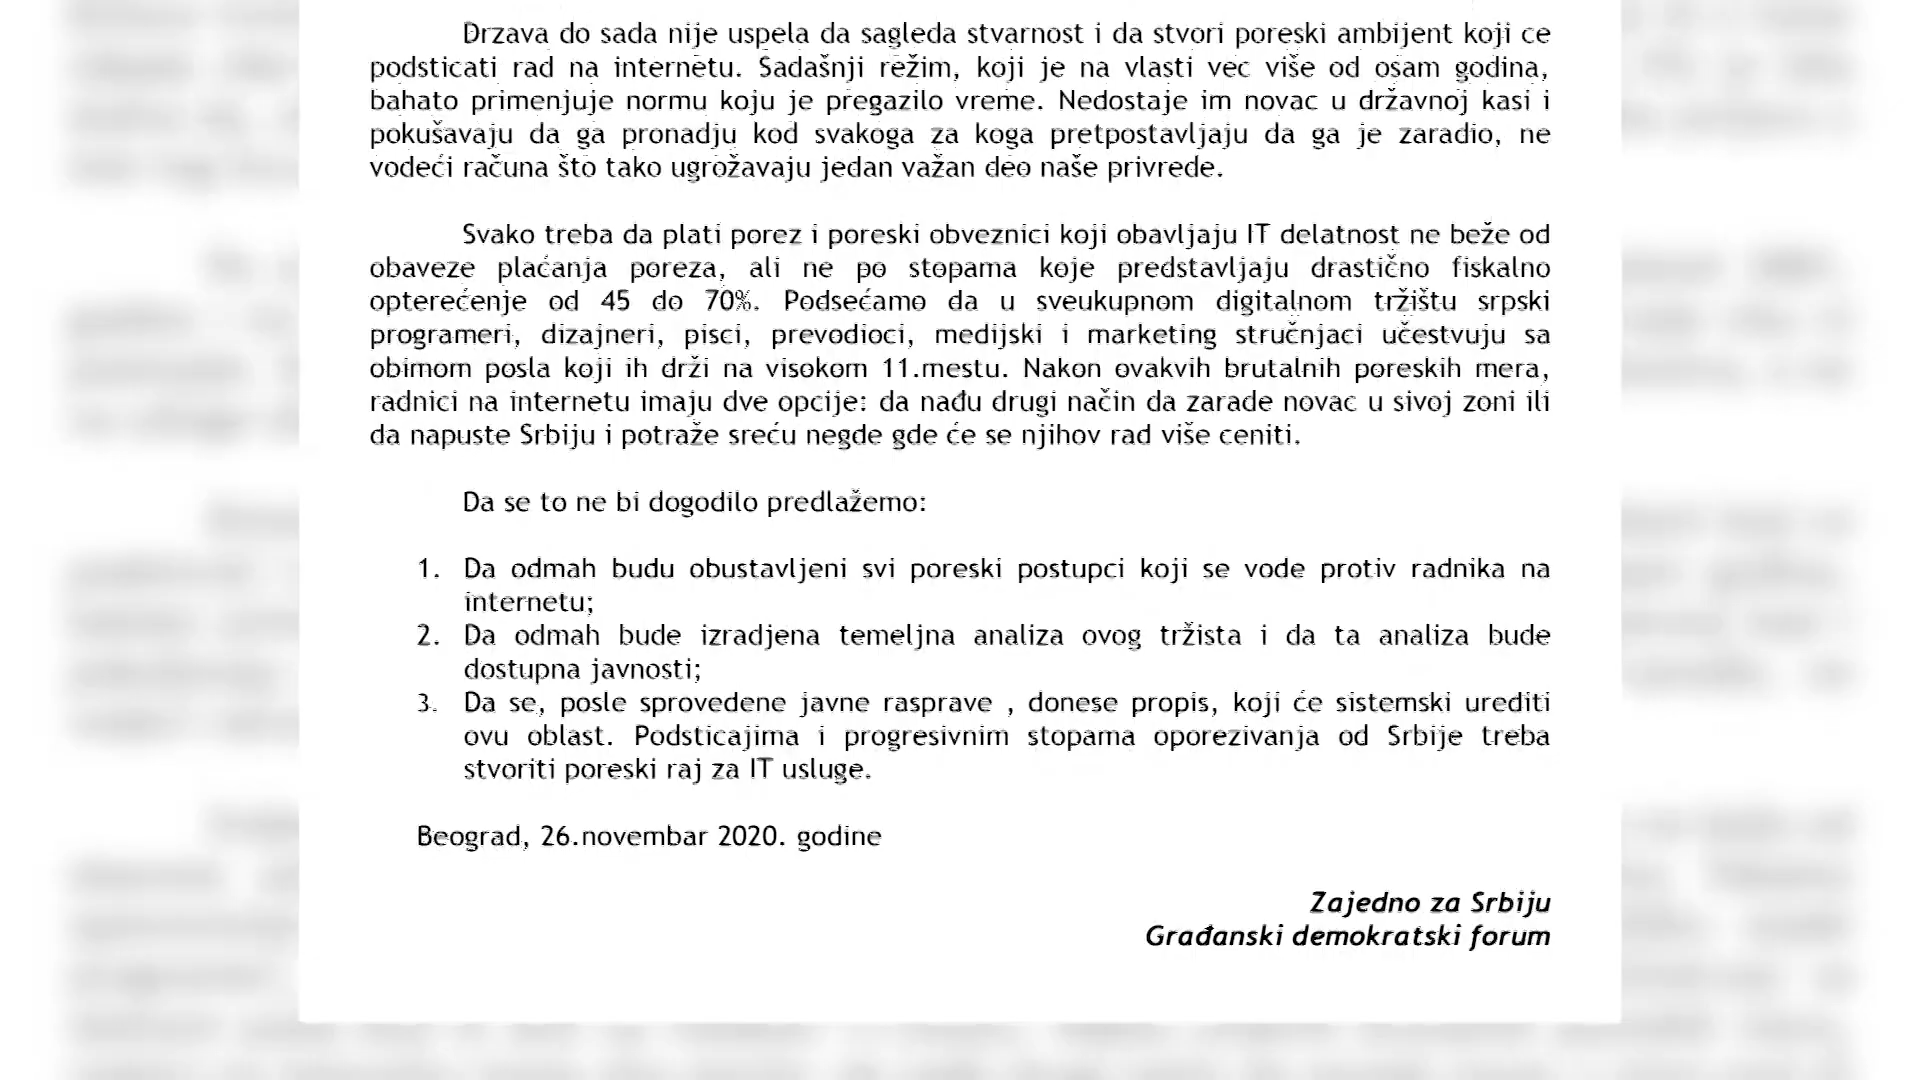 Drzava do sada nije uspela da sagleda stvarnost i da stvori poreski ambijent koji ce
podsticati rad na internetu. Sadašnji režim, koji je na vlasti vec više od osam godina,
bahato primenjuje normu koju je pregazilo vreme. Nedostaje im novac u državnoj kasi i
pokušavaju da ga pronadju kod svakoga za koga pretpostavljaju da ga je zaradio, ne
vodeći računa što tako ugrožavaju jedan važan deo naše privrede.
Svako treba da plati porez i poreski obveznici koji obavljaju IT delatnost ne beže od
obaveze plaćanja poreza, ali ne po stopama koje predstavljaju drastično fiskalno
opterećenje od 45 do 70%. Podsećamo da u sveukupnom digitalnom tržištu srpski
programeri, dizajneri, pisci, prevodioci, medijski i marketing stručnjaci učestvuju sa
obimom posla koji ih drži na visokom 11.mestu. Nakon ovakvih brutalnih poreskih mera,
radnici na internetu imaju dve opcije: da nađu drugi način da zarade novac u sivoj zoni ili
da napuste Srbiju i potraže sreću negde gde će se njihov rad više ceniti.
Da se to ne bi dogodilo predlažemo:
1. Da odmah budu obustavljeni svi poreski postupci koji se vode protiv radnika na
internetu;
2. Da odmah bude izradjena temeljna analiza ovog tržista i da ta analiza bude
dostupna javnosti;
3. Da se, posle sprovedene javne rasprave , donese propis, koji će sistemski urediti
ovu oblast. Podsticajima i progresivnim stopama oporezivanja od Srbije treba
stvoriti poreski raj za IT usluge.
Beograd, 26.novembar 2020. godine
Zajedno za Srbiju
Građanski demokratski forum